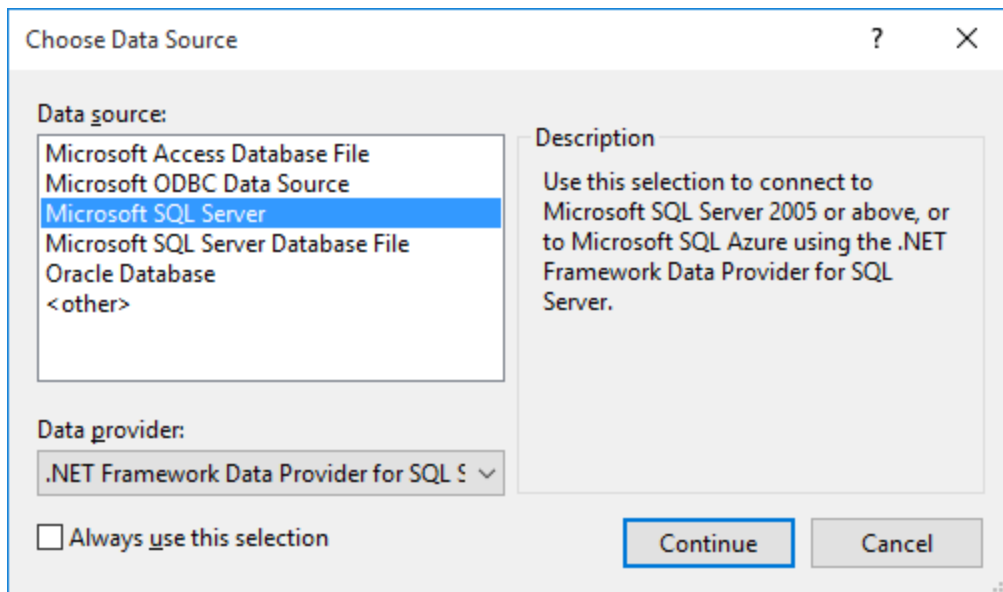 Choose Data Source
?
Data source:
Microsoft Access Database File
Microsoft ODBC Data Source
Microsoft SQL Server
Microsoft SQL Server Database File
Oracle Database
<other>
Description
Use this selection to connect to
Microsoft SQL Server 2005 or above, or
to Microsoft SQL Azure using the .NET
Framework Data Provider for SQL
Server.
Data provider:
.NET Framework Data Provider for SQL S
Always use this selection
Continue
Cancel